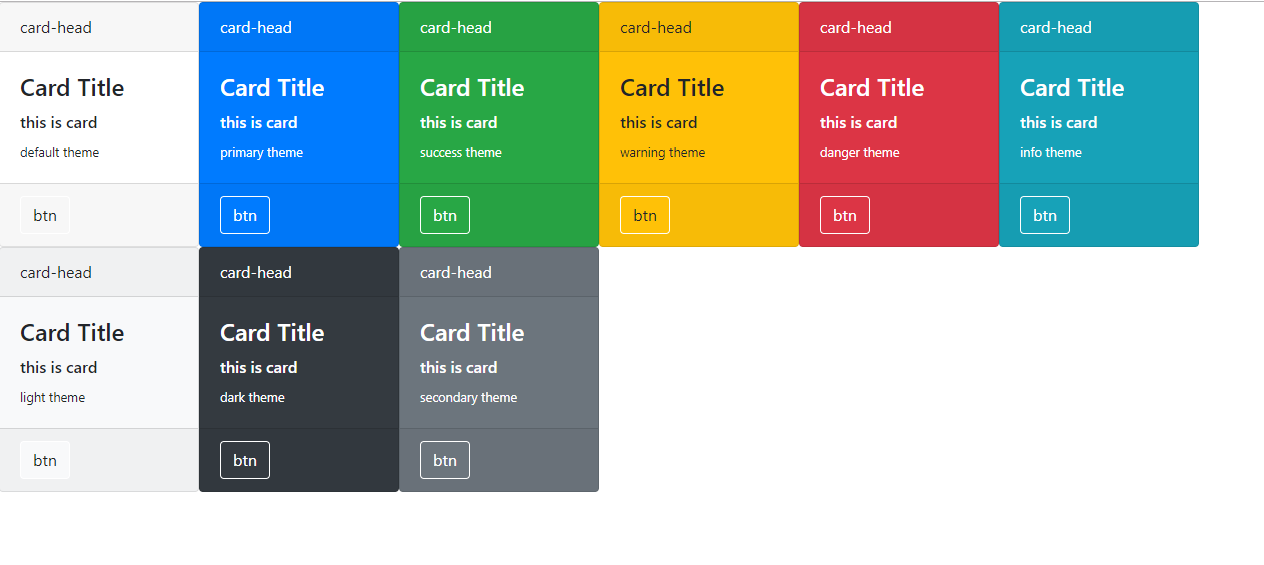 card-head
Card Title
this is card
default theme
btn
card-head
Card Title
this is card
primary theme
btn
card-head
Card Title
this is card
success theme
btn
card-head
Card Title
this is card
warning theme
btn
card-head
Card Title
this is card
danger theme
btn
card-head
Card Title
this is card
info theme
btn
card-head
Card Title
this is card
light theme
btn
card-head
Card Title
this is card
dark theme
btn
card-head
Card Title
this is card
secondary theme
btn